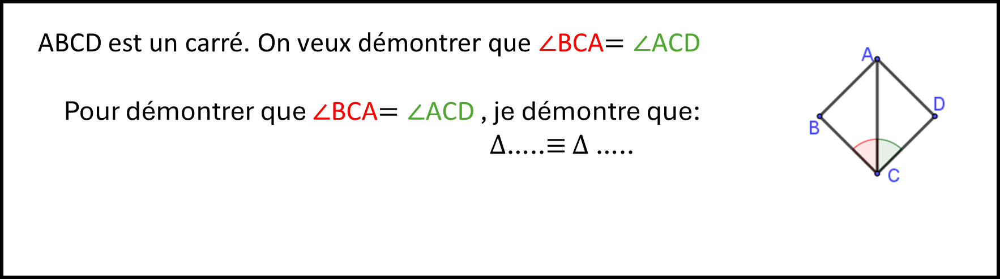 ABCD est un carré. On veux démontrer que ∠BCA= ∠ACD
Pour démontrer que ∠BCA= ∠ACD , je démontre que:
Δ.....≡ Δ .....
A
D
B
C